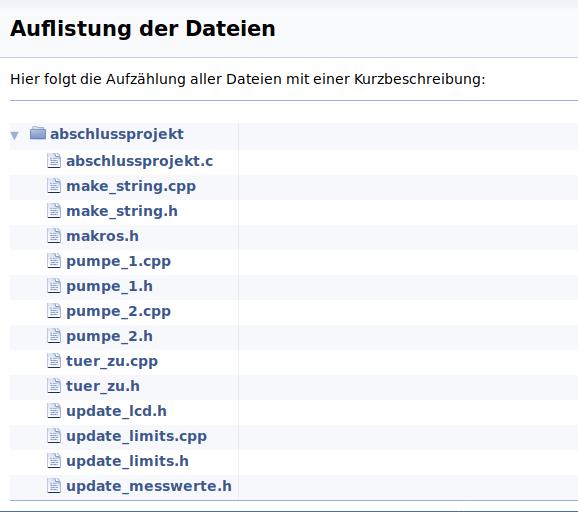 Auflistung der Dateien
Hier folgt die Aufzählung aller Dateien mit einer Kurzbeschreibung:
abschlussprojekt
abschlussprojekt.c
make_string.cpp
make_string.h
makros.h
pumpe_1.cpp
pumpe_1.h
pumpe_2.cpp
pumpe_2.h
tuer_zu.cpp
tuer_zu.h
update_lcd.h
update_limits.cpp
update_limits.h
update_messwerte.h